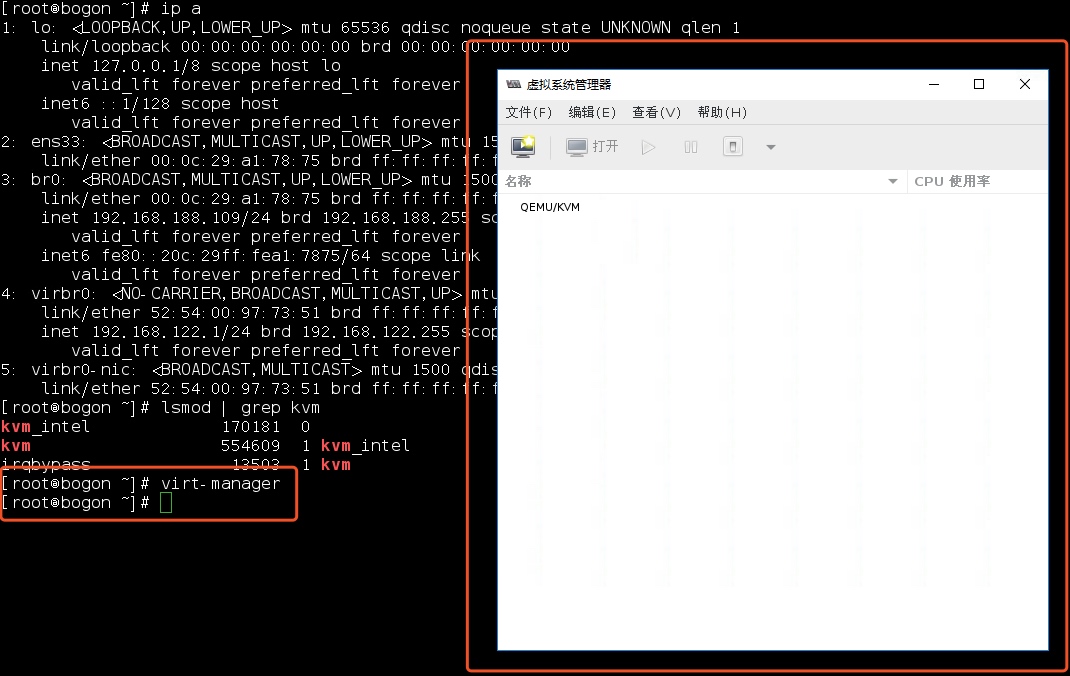 [root@bogon ~]# ip a
1: lo: <LOOPBACK,UP,LOWER_UP> mtu 65536 qdisc noqueue state UNKNOWN qlen 1
link/loopback 00:00:00:00:00:00 brd 00:00:00:00:00:00
inet 127.0.0.1/8 scope host lo
valid_lft forever preferred_lft forever
inet6 ::1/128 scope host
valid_lft forever preferred_lft forever
2: ens33: <BROADCAST,MULTICAST,UP,LOWER_UP> mtu 15
link/ether 00:0c:29:a1:78:75 brd ff:ff:ff:ff:f
3: br0: <BROADCAST,MULTICAST,UP,LOWER_UP> mtu 1500
link/ether 00:0c:29:a1:78:75 brd ff:ff:ff:ff:f
inet 192.168.188.109/24 brd 192.168.188.255 sc
valid_lft forever preferred_lft forever
inet6 fe80::20c:29ff:fea1:7875/64 scope link
valid_lft forever preferred_lft forever
4: virbr0: <NO-CARRIER,BROADCAST,MULTICAST,UP> mtu
link/ether 52:54:00:97:73:51 brd ff:ff:ff:ff:f
inet 192.168.122.1/24 brd 192.168.122.255 scop
valid_lft forever preferred_lft forever
5: virbr0-nic: <BROADCAST,MULTICAST> mtu 1500 qdis
link/ether 52:54:00:97:73:51 brd ff:ff:ff:ff:f
[root@bogon ~]# lsmod | grep kvm
kvm_intel 170181 0
kvm 554609 1 kvm_intel
irqbypass 13503 1 kvm
[root@bogon ~]# virt-manager
[root@bogon ~]#
虚拟系统管理器
文件(F) 编辑(E) 查看(V) 帮助(H)
打开
名称 CPU 使用率
QEMU/KVM